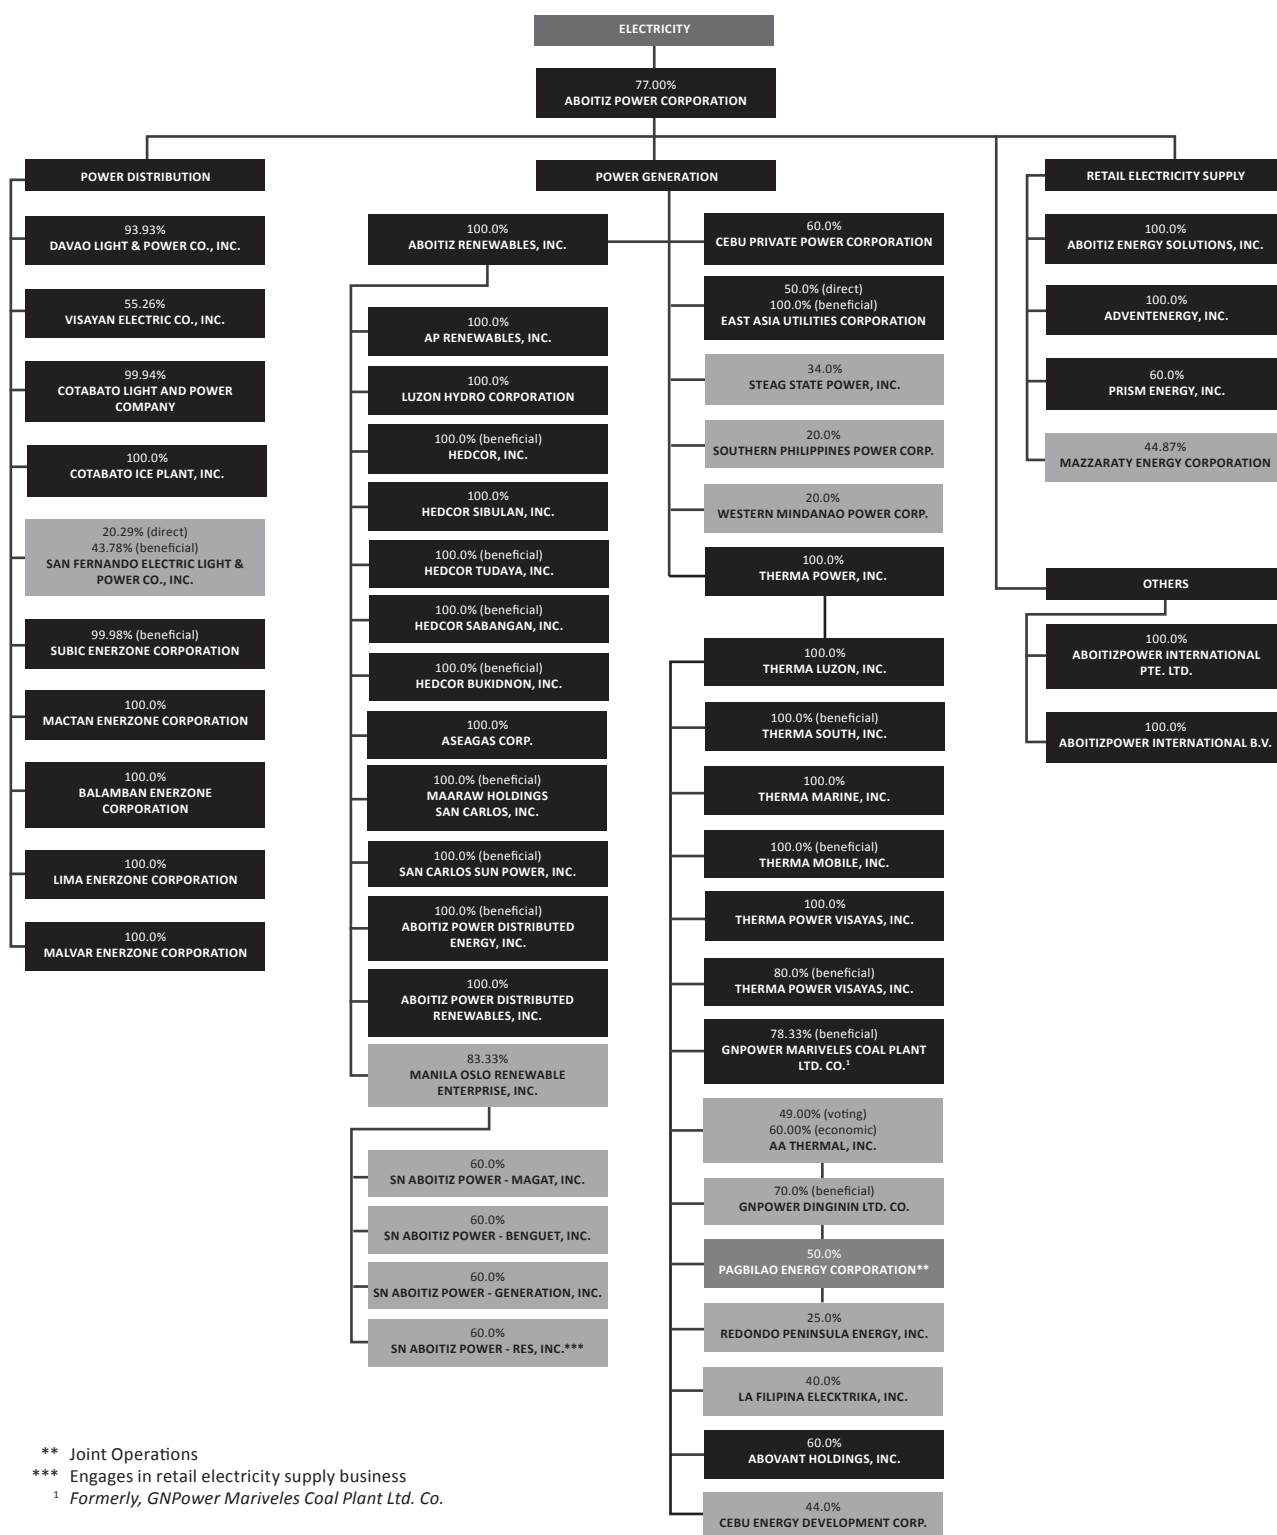 ELECTRICITY
77.00%
ABOITIZ POWER CORPORATION
POWER DISTRIBUTION
93.93%
DAVAO LIGHT & POWER CO., INC.
55.26%
VISAYAN ELECTRIC CO., INC.
99.94%
COTABATO LIGHT AND POWER
COMPANY
100.0%
COTABATO ICE PLANT, INC.
20.29% (direct)
43.78% (beneficial)
SAN FERNANDO ELECTRIC LIGHT &
POWER CO., INC.
99.98% (beneficial)
SUBIC ENERZONE CORPORATION
100.0%
MACTAN ENERZONE CORPORATION
100.0%
BALAMBAN ENERZONE
CORPORATION
100.0%
LIMA ENERZONE CORPORATION
100.0%
MALVAR ENERZONE CORPORATION
POWER GENERATION
100.0%
ABOITIZ RENEWABLES, INC.
100.0%
AP RENEWABLES, INC.
100.0%
LUZON HYDRO CORPORATION
100.0% (beneficial)
HEDCOR, INC.
100.0%
HEDCOR SIBULAN, INC.
100.0% (beneficial)
HEDCOR TUDAYA, INC.
100.0% (beneficial)
HEDCOR SABANGAN, INC.
100.0% (beneficial)
HEDCOR BUKIDNON, INC.
100.0%
ASEAGAS CORP.
100.0% (beneficial)
MAARAW HOLDINGS
SAN CARLOS, INC.
100.0% (beneficial)
SAN CARLOS SUN POWER, INC.
100.0% (beneficial)
ABOITIZ POWER DISTRIBUTED
ENERGY, INC.
100.0%
ABOITIZ POWER DISTRIBUTED
RENEWABLES, INC.
83.33%
MANILA OSLO RENEWABLE
ENTERPRISE, INC.
60.0%
SN ABOITIZ POWER - MAGAT, INC.
60.0%
SN ABOITIZ POWER - BENGUET, INC.
60.0%
SN ABOITIZ POWER - GENERATION, INC.
60.0%
SN ABOITIZ POWER - RES, INC.***
60.0%
CEBU PRIVATE POWER CORPORATION
50.0% (direct)
100.0% (beneficial)
EAST ASIA UTILITIES CORPORATION
34.0%
STEAG STATE POWER, INC.
20.0%
SOUTHERN PHILIPPINES POWER CORP.
20.0%
WESTERN MINDANAO POWER CORP.
100.0%
THERMA POWER, INC.
100.0%
THERMA LUZON, INC.
100.0% (beneficial)
THERMA SOUTH, INC.
100.0%
THERMA MARINE, INC.
100.0% (beneficial)
THERMA MOBILE, INC.
100.0%
THERMA POWER VISAYAS, INC.
80.0% (beneficial)
THERMA POWER VISAYAS, INC.
78.33% (beneficial)
GNPOWER MARIVELES COAL PLANT
LTD. CO.¹
49.00% (voting)
60.00% (economic)
AA THERMAL, INC.
70.0% (beneficial)
GNPOWER DINGININ LTD. CO.
50.0%
PAGBILAO ENERGY CORPORATION**
25.0%
REDONDO PENINSULA ENERGY, INC.
40.0%
LA FILIPINA ELECKTRIKA, INC.
60.0%
ABOVANT HOLDINGS, INC.
44.0%
CEBU ENERGY DEVELOPMENT CORP.
RETAIL ELECTRICITY SUPPLY
100.0%
ABOITIZ ENERGY SOLUTIONS, INC.
100.0%
ADVENTENERGY, INC.
60.0%
PRISM ENERGY, INC.
44.87%
MAZZARATY ENERGY CORPORATION
OTHERS
100.0%
ABOITIZPOWER INTERNATIONAL
PTE. LTD.
100.0%
ABOITIZPOWER INTERNATIONAL B.V.
** Joint Operations
*** Engages in retail electricity supply business
¹ Formerly, GNPower Mariveles Coal Plant Ltd. Co.